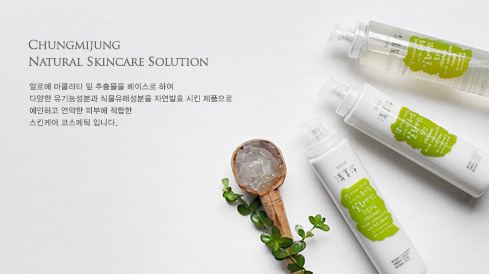 CHUNGMIJUNG
NATURAL SKINCARE SOLUTION
알로에 마쿨라타 잎 추출물을 베이스로 하여
다양한 유기농성분과 식물유래성분을 자연발효 시킨 제품으로
예민하고 연약한 피부에 적합한
스킨케어 코스메틱 입니다.